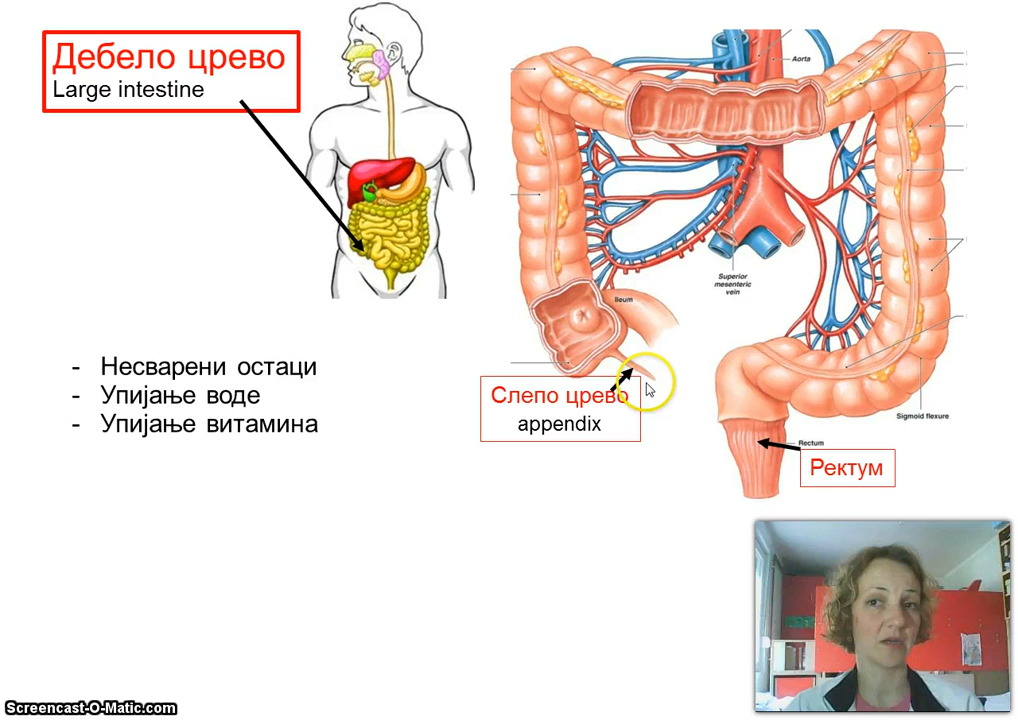 Дебело црево
Large intestine
Aorta
Superior
mesenteric
vein
Ileum
- Несварени остаци
- Упијање воде
- Упијање витамина
Слепо црево
appendix
Sigmoid flexure
Rectum
Ректум
Screencast-O-Matic.com